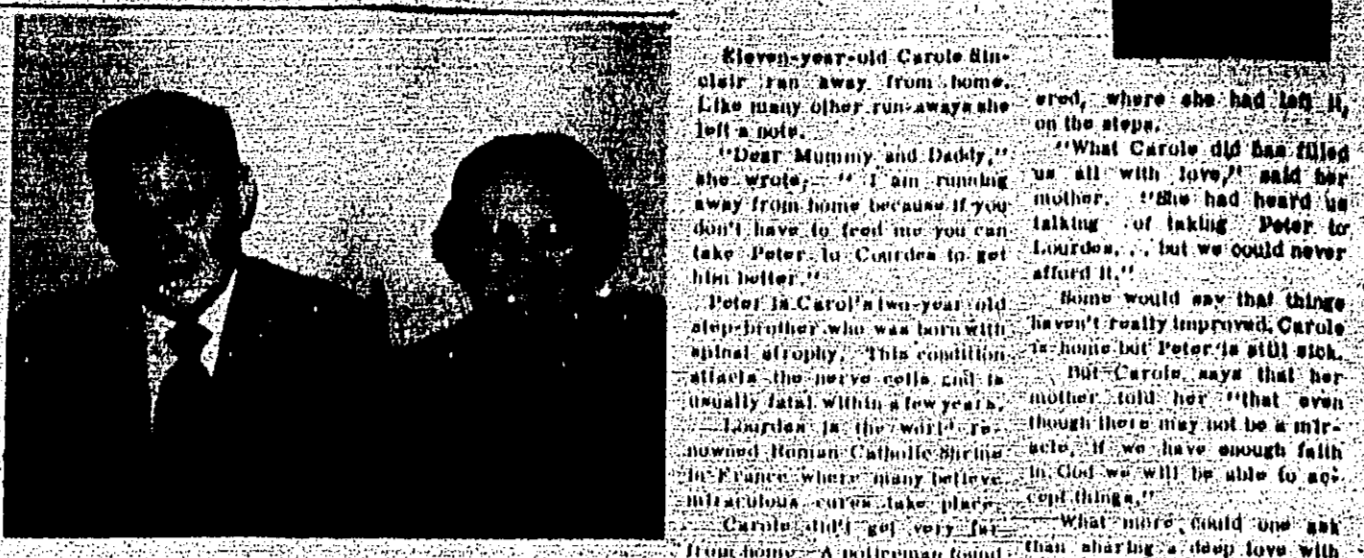 Eleven-year-old Carole Sin-
clair ran away from home.
Like many other run-aways she
left a note.
"Dear Mummy and Daddy,"
she wrote, " I am running
away from home because if you
don't have to feed me you can
take Peter to Courdes to get
him better."
Peter is Carol's two-year old
step-brother who was born with
spinal atrophy. This condition
attacks the nerve cells and is
usually fatal within a few years.
Lourdes is the world re-
nowned Roman Catholic Shrine
in France where many believe
miraculous cures take place.
Carole did't get very far
from home. A policeman found
ered, where she had left it,
on the steps.
"What Carole did has filled
us all with love," said her
mother. "She had heard us
talking of taking Peter to
Lourdes. . . but we could never
afford it."
Some would say that things
haven't really improved. Carole
is home but Peter is still sick.
But Carole says that her
mother told her "that even
though there may not be a mir-
acle, if we have enough faith
in God we will be able to ac-
cept things."
What more could one ask
than sharing a deep love with